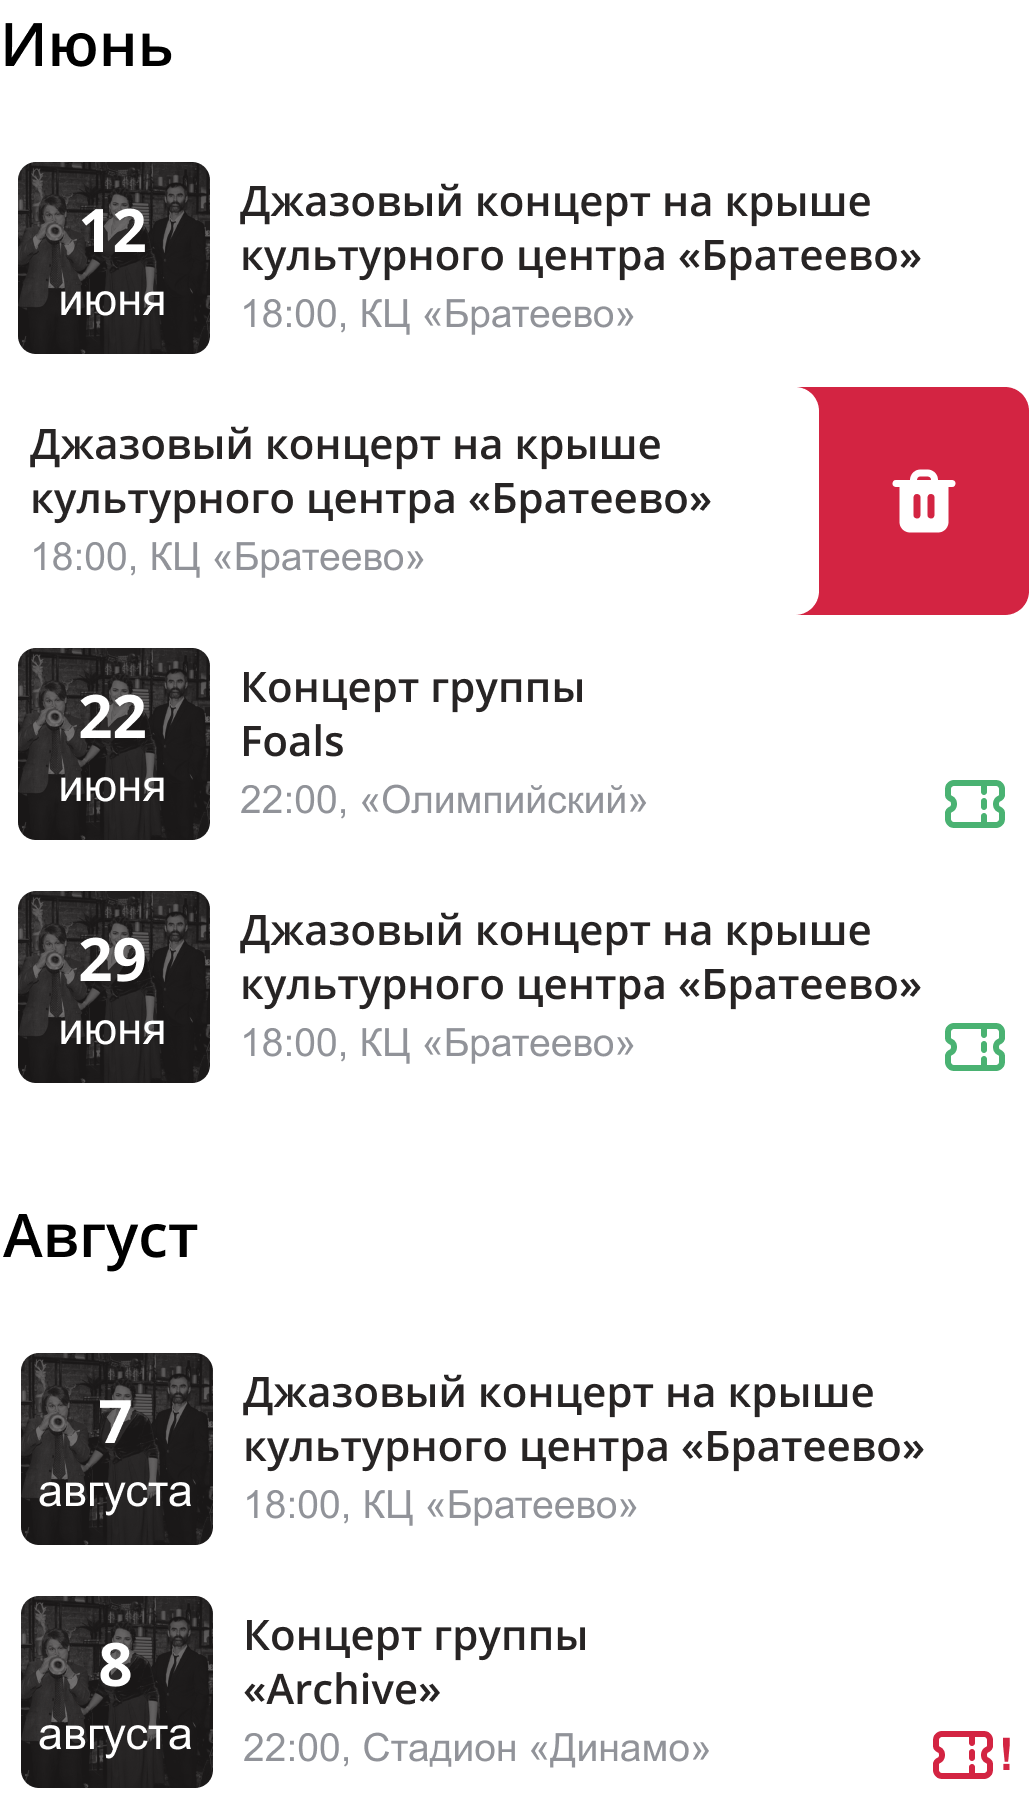 Июнь
12
июня
Джазовый концерт на крыше
культурного центра «Братеево»
18:00, КЦ «Братеево»
Джазовый концерт на крыше
культурного центра «Братеево»
18:00, КЦ «Братеево»
22
июня
Концерт группы
Foals
22:00, «Олимпийский»
29
июня
Джазовый концерт на крыше
культурного центра «Братеево»
18:00, КЦ «Братеево»
Август
7
августа
Джазовый концерт на крыше
культурного центра «Братеево»
18:00, КЦ «Братеево»
8
августа
Концерт группы
«Archive»
22:00, Стадион «Динамо»
!